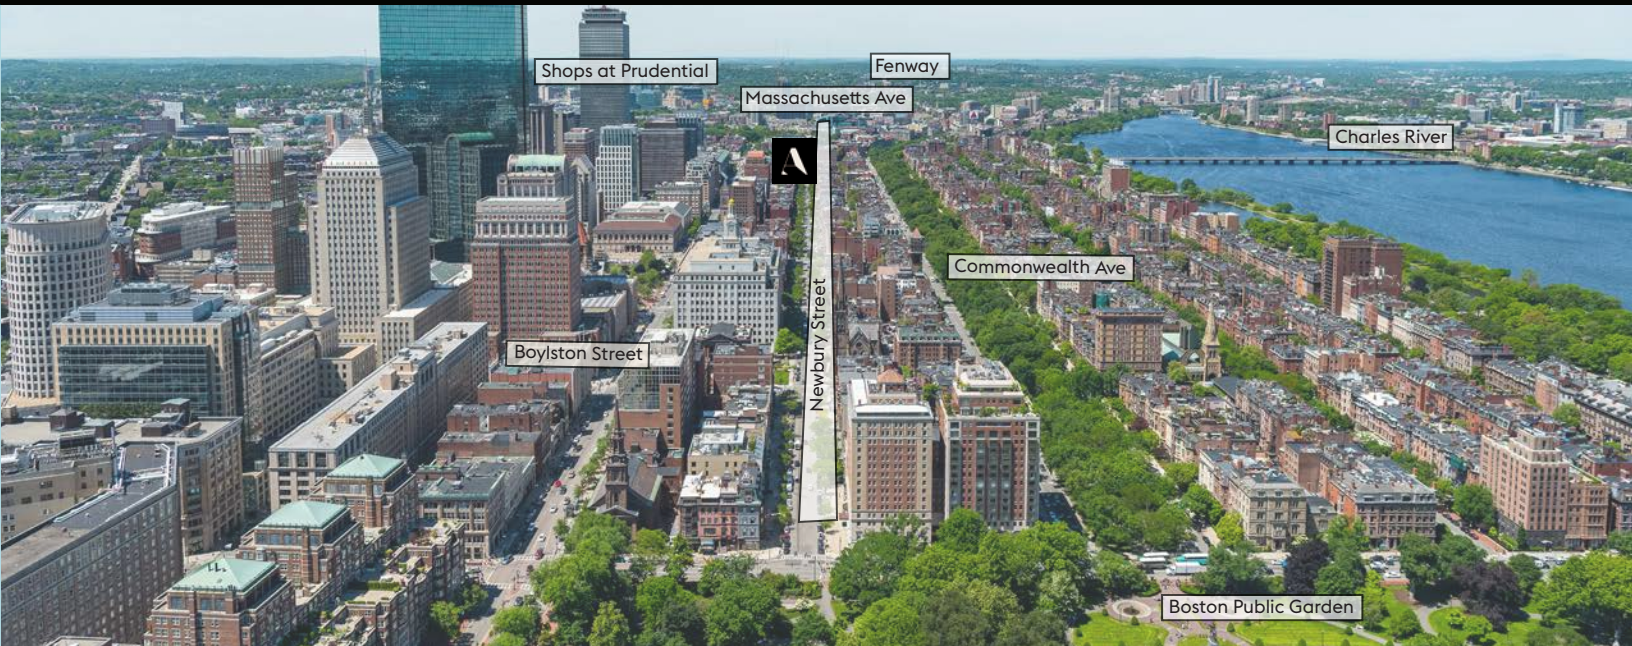 Shops at Prudential
Fenway
Massachusetts Ave
Charles River
A
Commonwealth Ave
Newbury Street
Boylston Street
Boston Public Garden